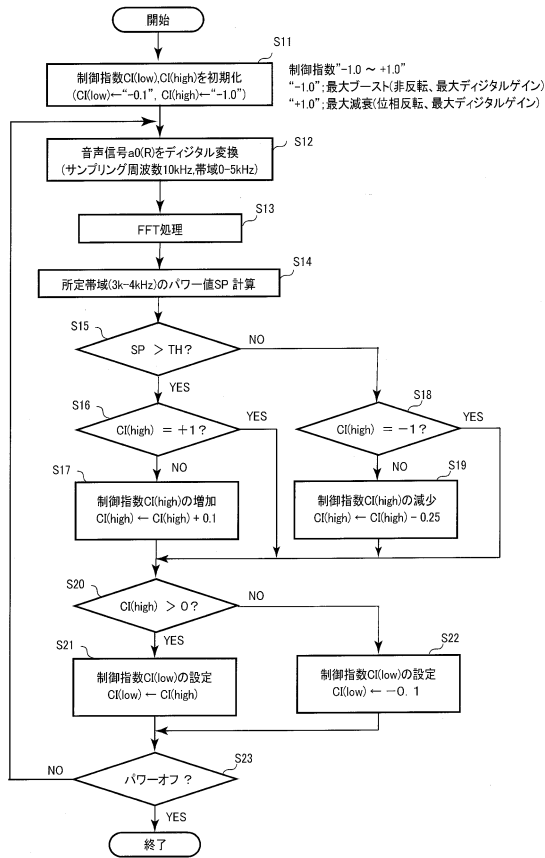 開始
S11
制御指数CI(low),CI(high)を初期化
(CI(low)←“-0.1”, CI(high)←“-1.0”)
制御指数”-1.0 ～ +1.0”
“-1.0”;最大ブースト(非反転、最大ディジタルゲイン)
“+1.0”;最大減衰(位相反転、最大ディジタルゲイン)
S12
音声信号a0(R)をディジタル変換
(サンプリング周波数10kHz,帯域0-5kHz)
S13
FFT処理
S14
所定帯域(3k-4kHz)のパワー値SP 計算
S15
SP ＞ TH?
NO
YES
S16
CI(high) = +1?
YES
NO
S18
CI(high) = -1?
YES
NO
S17
制御指数CI(high)の増加
CI(high) ← CI(high) + 0.1
S19
制御指数CI(high)の減少
CI(high) ← CI(high) - 0.25
S20
CI(high) > 0?
NO
YES
S21
制御指数CI(low)の設定
CI(low) ← CI(high)
S22
制御指数CI(low)の設定
CI(low) ← -0. 1
S23
パワーオフ ?
NO
YES
終了